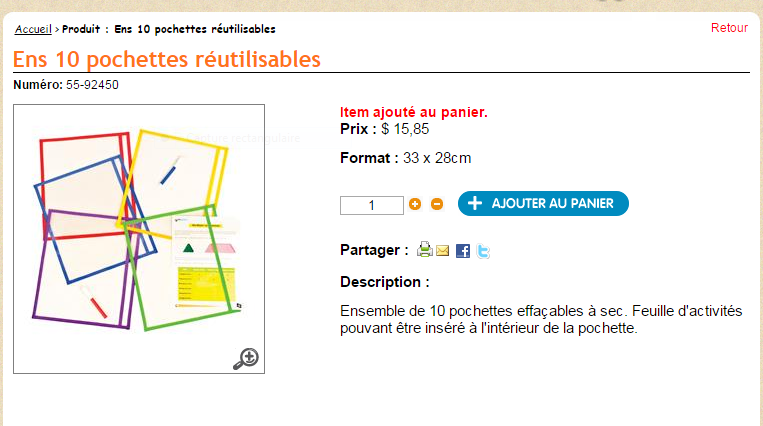 Accueil > Produit : Ens 10 pochettes réutilisables
Retour
Ens 10 pochettes réutilisables
Numéro: 55-92450
Item ajouté au panier.
Prix : $ 15,85
Format : 33 x 28cm
1
AJOUTER AU PANIER
Partager :
Description :
Ensemble de 10 pochettes effaçables à sec. Feuille d'activités
pouvant être inséré à l'intérieur de la pochette.